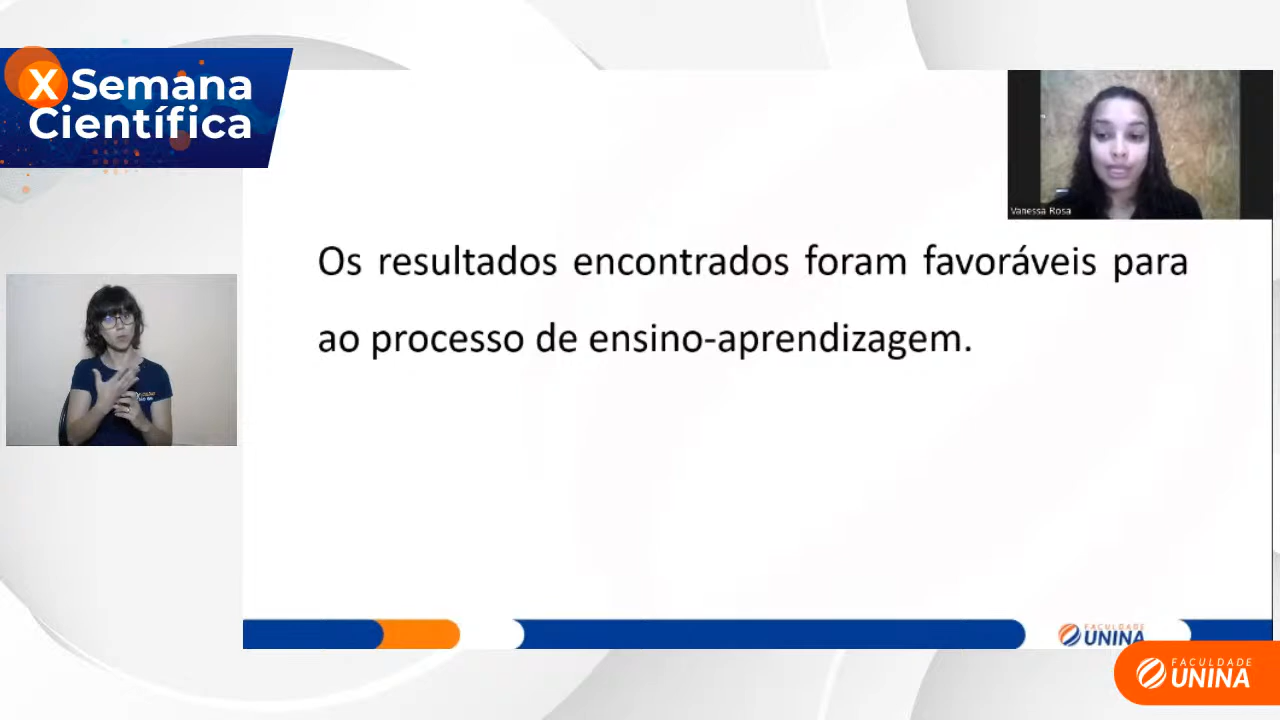 X Semana
Científica
Vanessa Rosa
Os resultados encontrados foram favoráveis para
ao processo de ensino-aprendizagem.
FACULDADE
UNINA
FACULDADE
UNINA